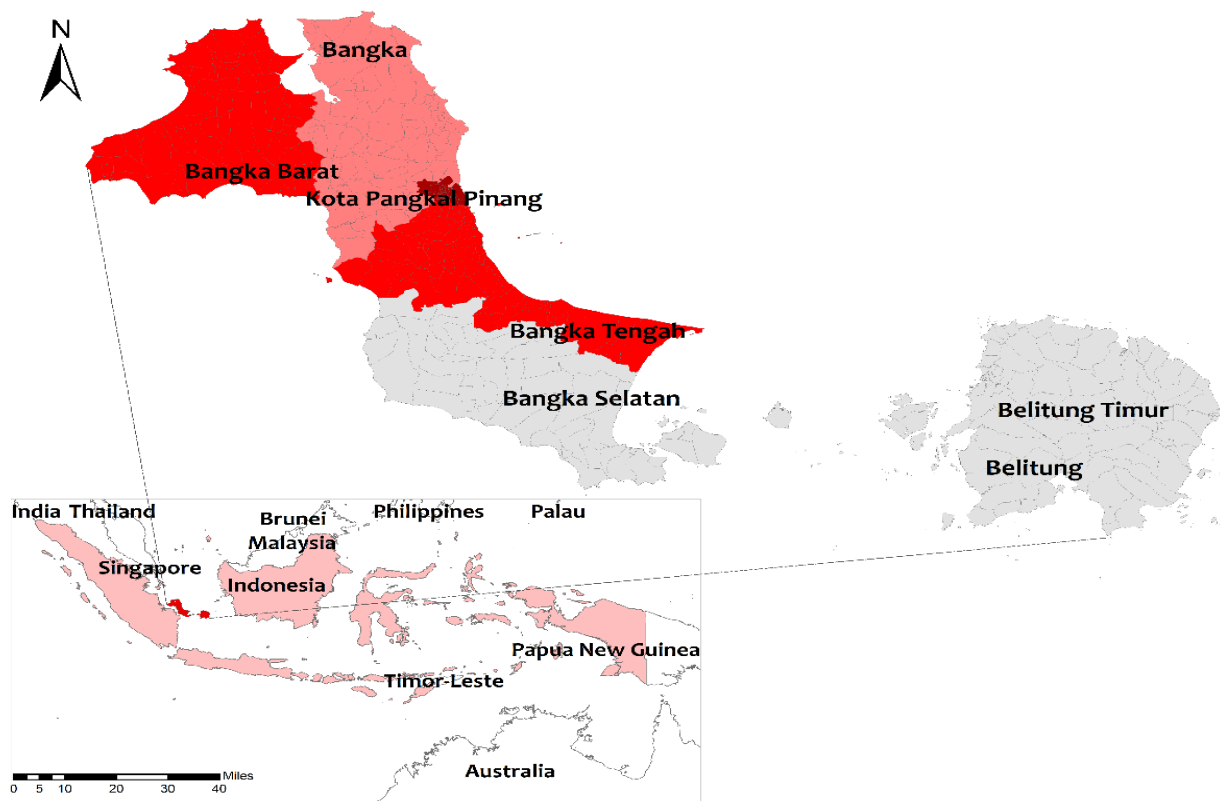 N
Bangka
Bangka Barat
Kota Pangkal Pinang
Bangka Tengah
Bangka Selatan
Belitung Timur
Belitung
India Thailand
Brunei
Philippines
Palau
Malaysia
Singapore
Indonesia
Papua New Guinea
Timor-Leste
Australia
Miles
0 5 10 20 30 40